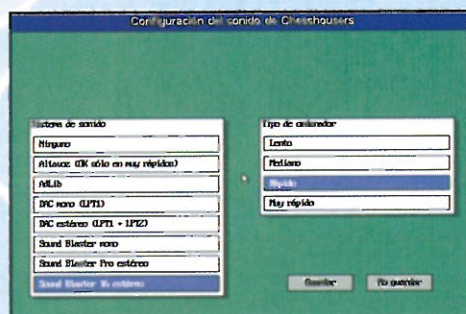 Configuración del sonido de Chesshousers
Sistema de sonido
Ninguno
Altavoz (OK sólo en muy rápidos)
AdLib
DAC mono (LPT1)
DAC estéreo (LPT1 + LPT2)
Sound Blaster mono
Sound Blaster Pro estéreo
Sound Blaster 16 estéreo
Tipo de ordenador
Lento
Mediano
Rápido
Muy rápido
Guardar
No guardar